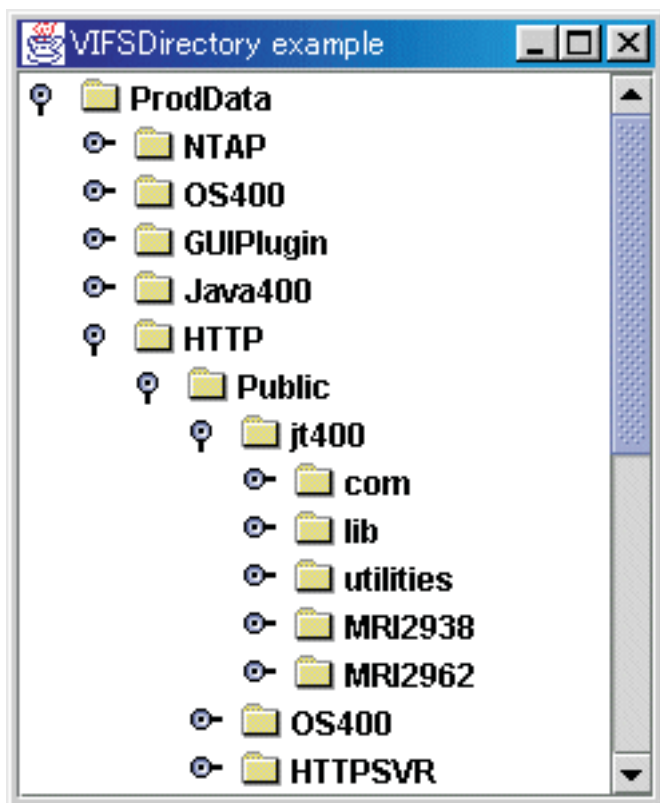 VIFSDirectory example
ProdData
NTAP
OS400
GUIPlugin
Java400
HTTP
Public
jt400
com
lib
utilities
MRI2938
MRI2962
OS400
HTTPSVR